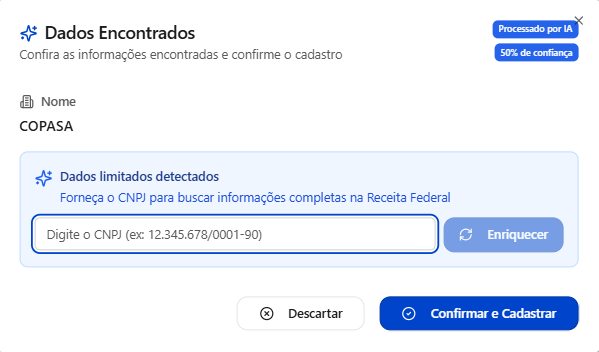 Dados Encontrados
Processado por IA
Confira as informações encontradas e confirme o cadastro
50% de confiança
Nome
COPASA
Dados limitados detectados
Forneça o CNPJ para buscar informações completas na Receita Federal
Digite o CNPJ (ex: 12.345.678/0001-90)
Enriquecer
Descartar
Confirmar e Cadastrar